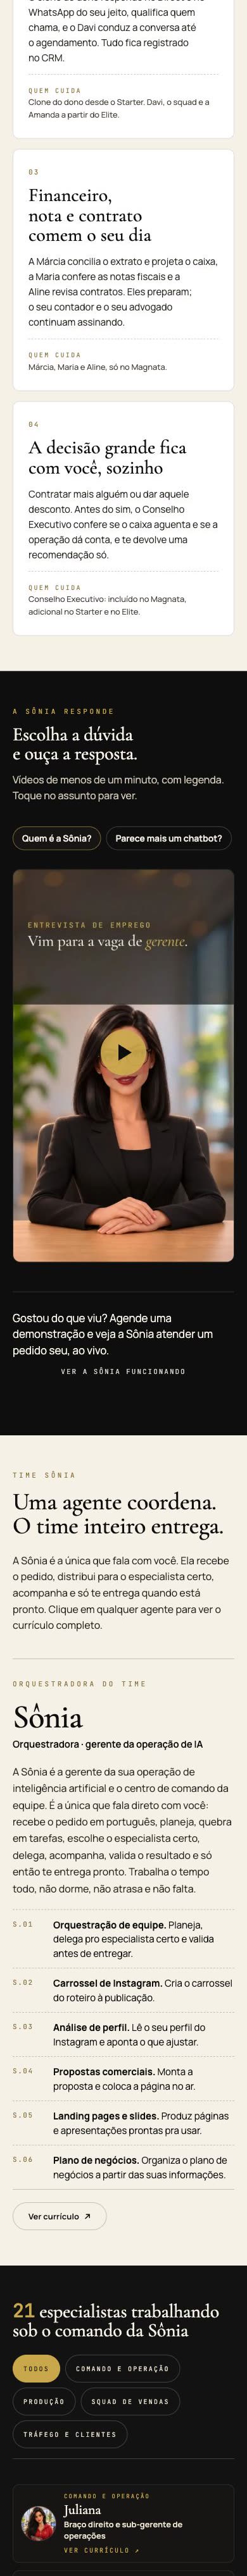 WhatsApp do seu jeito, qualifica quem
chama, e o Davi conduz a conversa até
o agendamento. Tudo fica registrado
no CRM.
QUEM CUIDA
Clone do dono desde o Starter. Davi, o squad e a
Amanda a partir do Elite.
03
Financeiro,
nota e contrato
comem o seu dia
A Márcia concilia o extrato e projeta o caixa,
a Maria confere as notas fiscais e a
Aline revisa contratos. Eles preparam;
o seu contador e o seu advogado
continuam assinando.
QUEM CUIDA
Márcia, Maria e Aline, só no Magnata.
04
A decisão grande fica
com você, sozinho
Contratar mais alguém ou dar aquele
desconto. Antes do sim, o Conselho
Executivo confere se o caixa aguenta e se a
operação dá conta, e te devolve uma
recomendação só.
QUEM CUIDA
Conselho Executivo: incluído no Magnata,
adicional no Starter e no Elite.
A SÔNIA RESPONDE
Escolha a dúvida
e ouça a resposta.
Vídeos de menos de um minuto, com legenda.
Toque no assunto para ver.
Quem é a Sônia?
Parece mais um chatbot?
ENTREVISTA DE EMPREGO
Vim para a vaga de gerente.
Gostou do que viu? Agende uma
demonstração e veja a Sônia atender um
pedido seu, ao vivo.
VER A SÔNIA FUNCIONANDO
TIME SÔNIA
Uma agente coordena.
O time inteiro entrega.
A Sônia é a única que fala com você. Ela recebe
o pedido, distribui para o especialista certo,
acompanha e só te entrega quando está
pronto. Clique em qualquer agente para ver o
currículo completo.
ORQUESTRADORA DO TIME
Sônia
Orquestradora · gerente da operação de IA
A Sônia é a gerente da sua operação de
inteligência artificial e o centro de comando da
equipe. É a única que fala direto com você:
recebe o pedido em português, planeja, quebra
em tarefas, escolhe o especialista certo,
delega, acompanha, valida o resultado e só
então te entrega pronto. Trabalha o tempo
todo, não dorme, não atrasa e não falta.
S.01
Orquestração de equipe. Planeja,
delega pro especialista certo e valida
antes de entregar.
S.02
Carrossel de Instagram. Cria o carrossel
do roteiro à publicação.
S.03
Análise de perfil. Lê o seu perfil do
Instagram e aponta o que ajustar.
S.04
Propostas comerciais. Monta a
proposta e coloca a página no ar.
S.05
Landing pages e slides. Produz páginas
e apresentações prontas pra usar.
S.06
Plano de negócios. Organiza o plano de
negócios a partir das suas informações.
Ver currículo ↗
21 especialistas trabalhando
sob o comando da Sônia
TODOS
COMANDO E OPERAÇÃO
PRODUÇÃO
SQUAD DE VENDAS
TRÁFEGO E CLIENTES
COMANDO E OPERAÇÃO
Juliana
Braço direito e sub-gerente de
operações
VER CURRÍCULO ↗